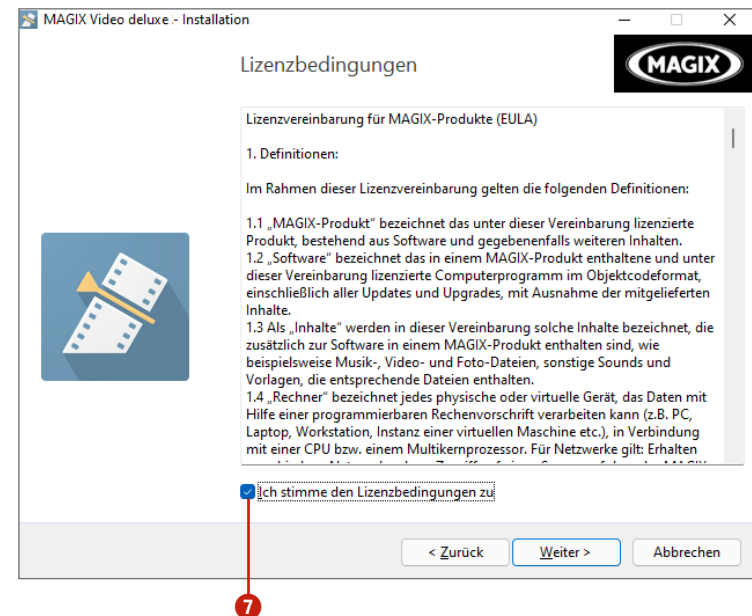 MAGIX Video deluxe - Installation
Lizenzbedingungen
MAGIX
Lizenzvereinbarung für MAGIX-Produkte (EULA)
1. Definitionen:
Im Rahmen dieser Lizenzvereinbarung gelten die folgenden Definitionen:
1.1 „MAGIX-Produkt“ bezeichnet das unter dieser Vereinbarung lizenzierte
Produkt, bestehend aus Software und gegebenenfalls weiteren Inhalten.
1.2 „Software“ bezeichnet das in einem MAGIX-Produkt enthaltene und unter
dieser Vereinbarung lizenzierte Computerprogramm im Objektcodeformat,
einschließlich aller Updates und Upgrades, mit Ausnahme der mitgelieferten
Inhalte.
1.3 Als „Inhalte“ werden in dieser Vereinbarung solche Inhalte bezeichnet, die
zusätzlich zur Software in einem MAGIX-Produkt enthalten sind, wie
beispielsweise Musik-, Video- und Foto-Dateien, sonstige Sounds und
Vorlagen, die entsprechende Dateien enthalten.
1.4 „Rechner“ bezeichnet jedes physische oder virtuelle Gerät, das Daten mit
Hilfe einer programmierbaren Rechenvorschrift verarbeiten kann (z.B. PC,
Laptop, Workstation, Instanz einer virtuellen Maschine etc.), in Verbindung
mit einer CPU bzw. einem Multikernprozessor. Für Netzwerke gilt: Erhalten
Ich stimme den Lizenzbedingungen zu
< Zurück
Weiter >
Abbrechen
7